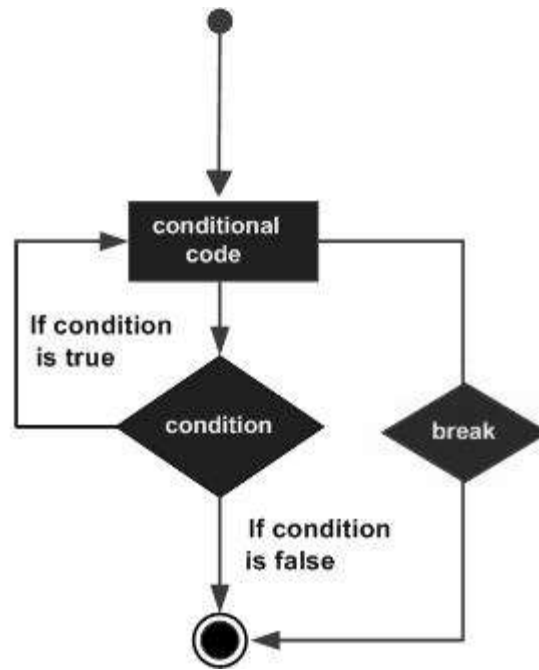 conditional
code
If condition
is true
condition
break
If condition
is false